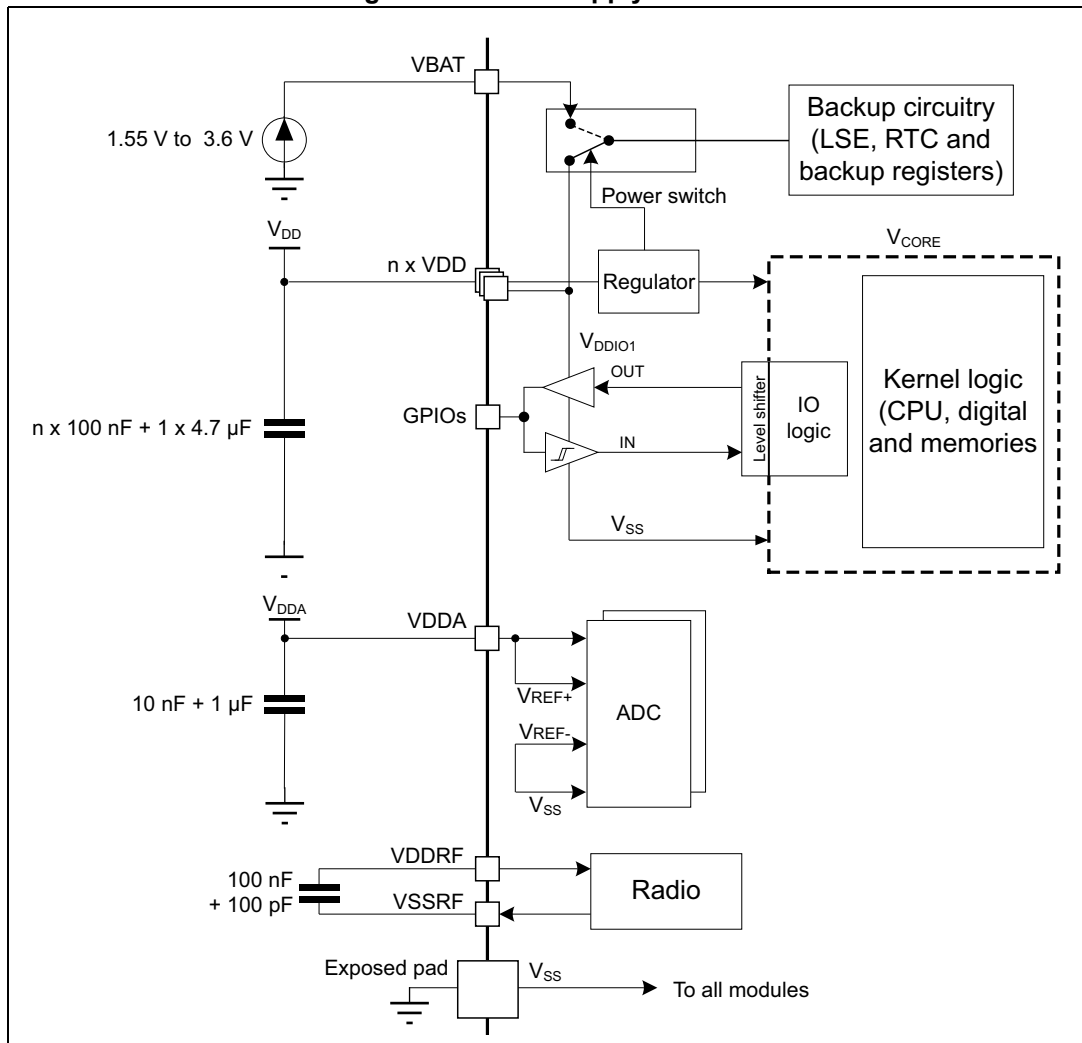 VBAT
1.55 V to 3.6 V
Backup circuitry
(LSE, RTC and
backup registers)
Power switch
VDD
n x VDD
Regulator
VCORE
VDDIO1
OUT
GPIOs
IN
Level shifter
IO
logic
Kernel logic
(CPU, digital
and memories
n x 100 nF + 1 x 4.7 μF
VSS
VDDA
VDDA
10 nF + 1 μF
VREF+
VREF-
VSS
ADC
VDDRF
100 nF
+ 100 pF
VSSRF
Radio
Exposed pad
VSS
To all modules